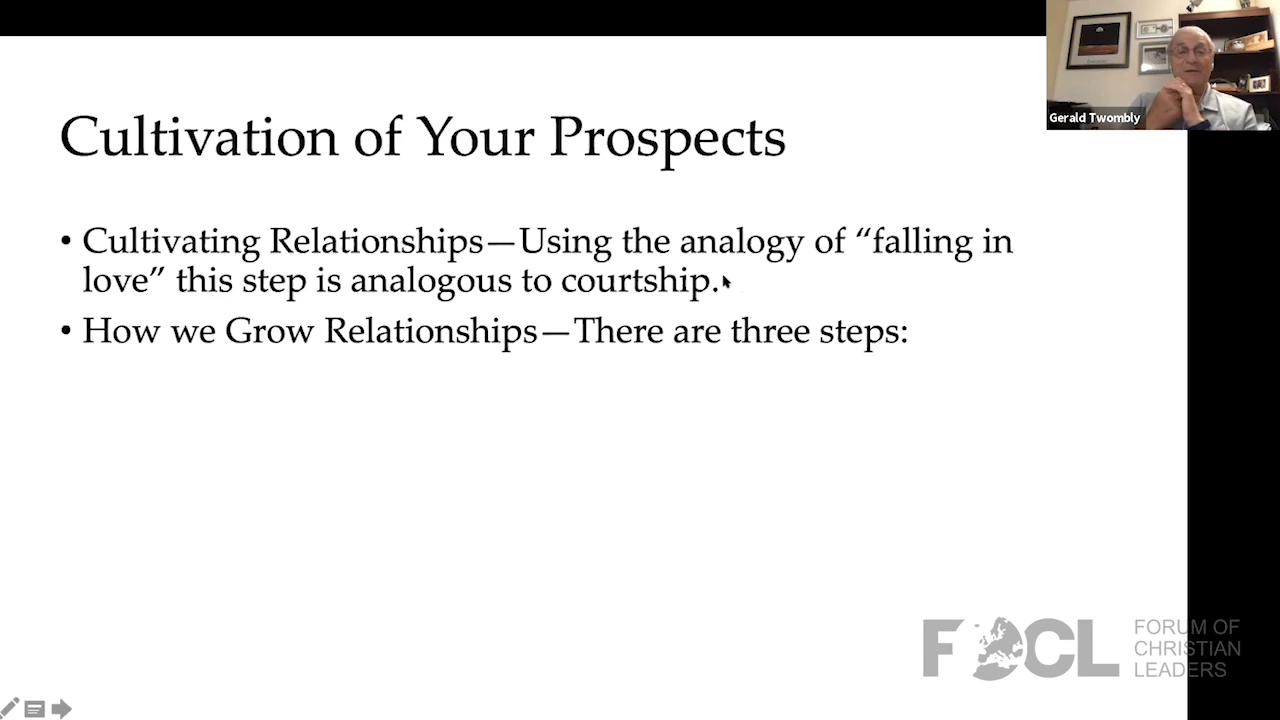 Cultivation of Your Prospects
• Cultivating Relationships—Using the analogy of “falling in
love” this step is analogous to courtship.
• How we Grow Relationships—There are three steps:
Gerald Twombly
FOCL
FORUM OF
CHRISTIAN
LEADERS